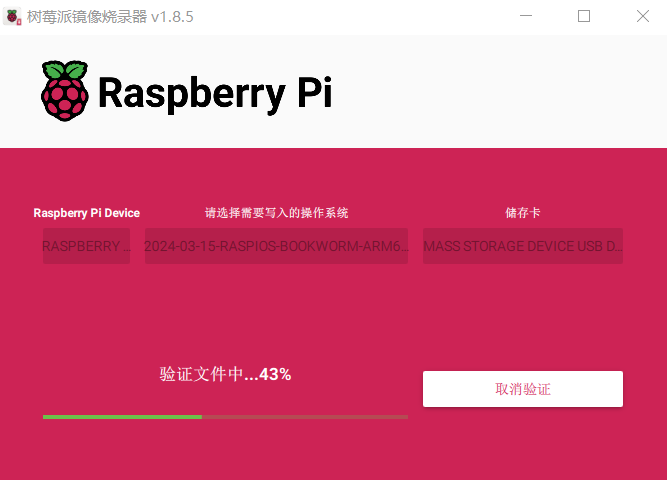 树莓派镜像烧录器 v1.8.5
Raspberry Pi
Raspberry Pi Device
请选择需要写入的操作系统
储存卡
RASPBERRY ...
2024-03-15-RASPIOS-BOOKWORM-ARM6...
MASS STORAGE DEVICE USB D...
验证文件中...43%
取消验证